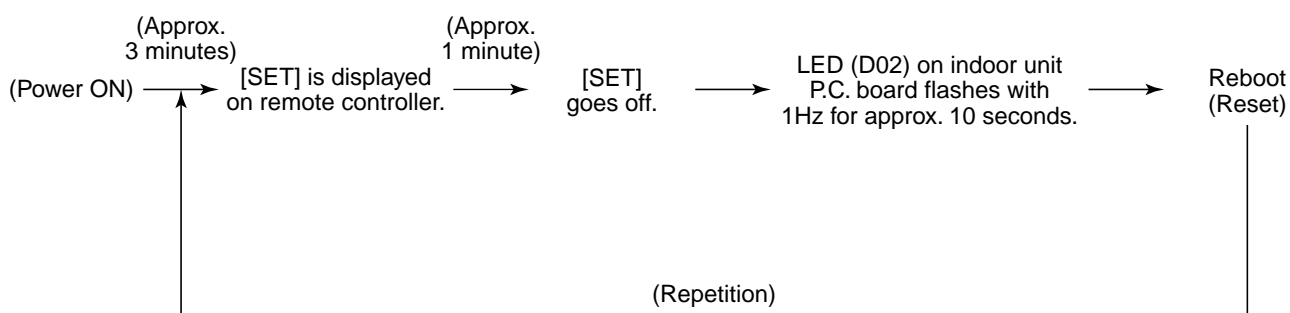 (Power ON)
(Approx.
3 minutes)
[SET] is displayed
on remote controller.
(Approx.
1 minute)
[SET]
goes off.
LED (D02) on indoor unit
P.C. board flashes with
1Hz for approx. 10 seconds.
Reboot
(Reset)
(Repetition)